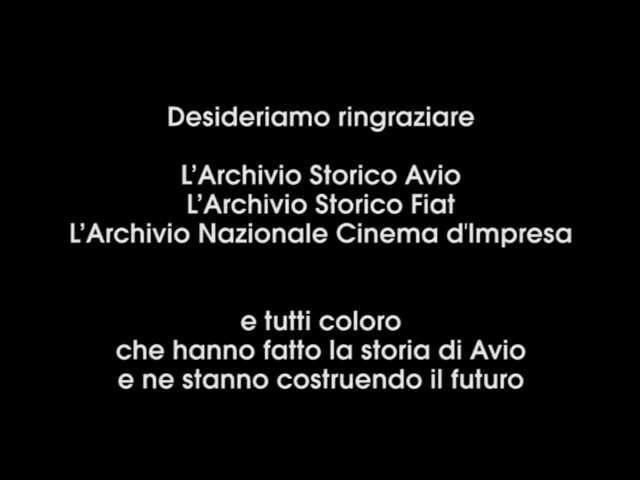 Desideriamo ringraziare
L’Archivio Storico Avio
L’Archivio Storico Fiat
L’Archivio Nazionale Cinema d'Impresa
e tutti coloro
che hanno fatto la storia di Avio
e ne stanno costruendo il futuro